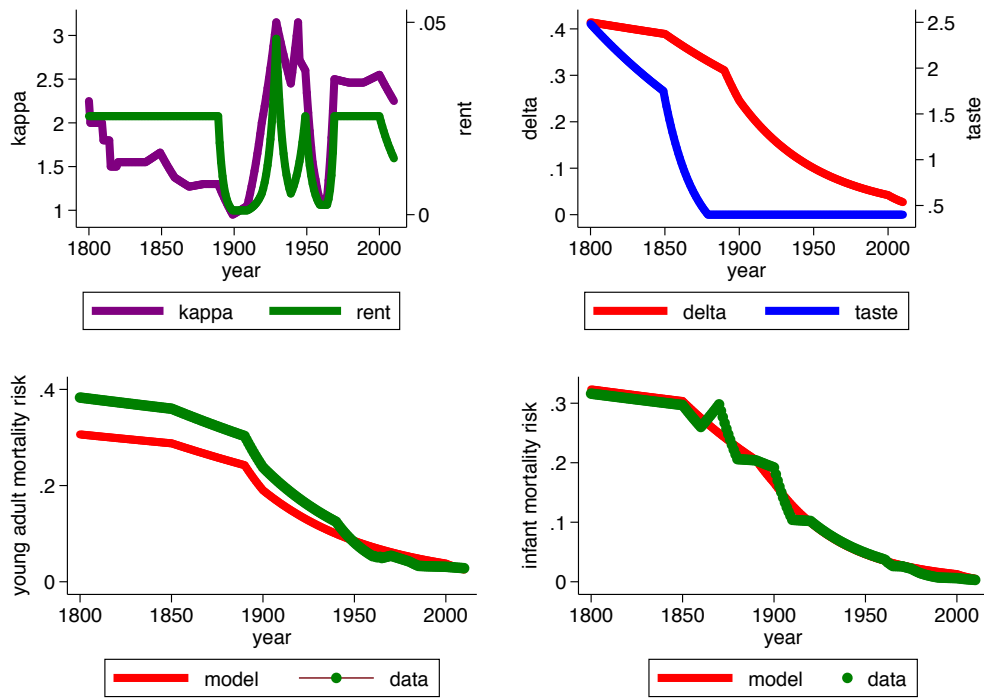 kappa
3
2.5
2
1.5
1
.05
0
rent
1800 1850 1900 1950 2000
year
kappa rent
delta
.4
.3
.2
.1
0
2.5
2
1.5
1
.5
taste
1800 1850 1900 1950 2000
year
delta taste
young adult mortality risk
.4
.2
0
1800 1850 1900 1950 2000
year
model data
infant mortality risk
.3
.2
.1
0
1800 1850 1900 1950 2000
year
model data